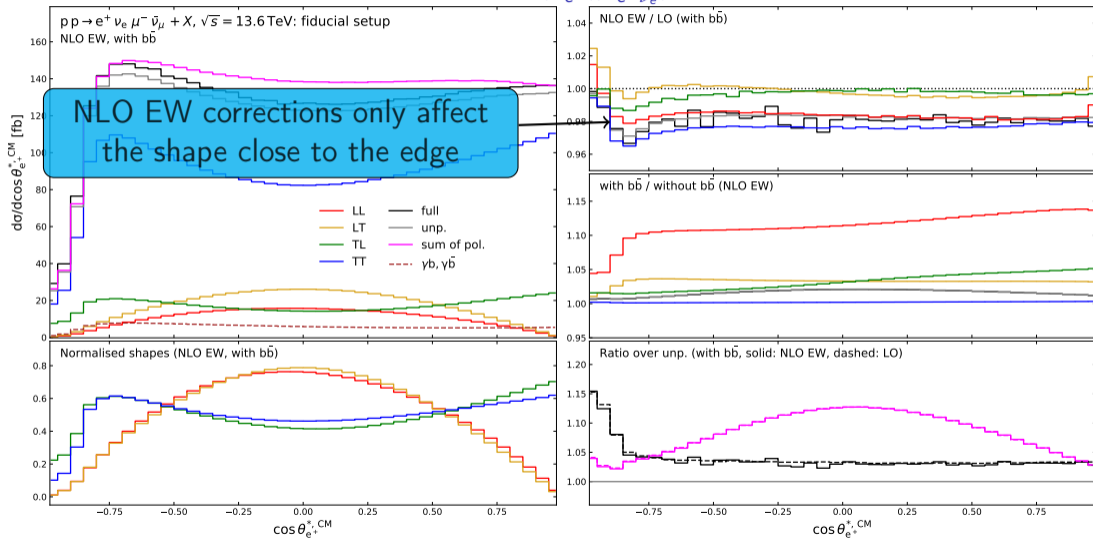 pp → e⁺ νₑ μ⁻ ν̄_μ + X, √s = 13.6 TeV: fiducial setup
NLO EW, with bb̄
160
140
120
100
80
60
40
20
0
dσ/dcosθ*,CM_e⁺ [fb]
NLO EW corrections only affect
the shape close to the edge
LL
LT
TL
TT
full
unp.
sum of pol.
γb, γb̄
Normalised shapes (NLO EW, with bb̄)
0.8
0.6
0.4
0.2
0.0
−0.75 −0.50 −0.25 0.00 0.25 0.50 0.75
cosθ*,CM_e⁺
NLO EW / LO (with bb̄)
1.04
1.02
1.00
0.98
0.96
with bb̄ / without bb̄ (NLO EW)
1.15
1.10
1.05
1.00
0.95
Ratio over unp. (with bb̄, solid: NLO EW, dashed: LO)
1.20
1.15
1.10
1.05
1.00
−0.75 −0.50 −0.25 0.00 0.25 0.50 0.75
cosθ*,CM_e⁺